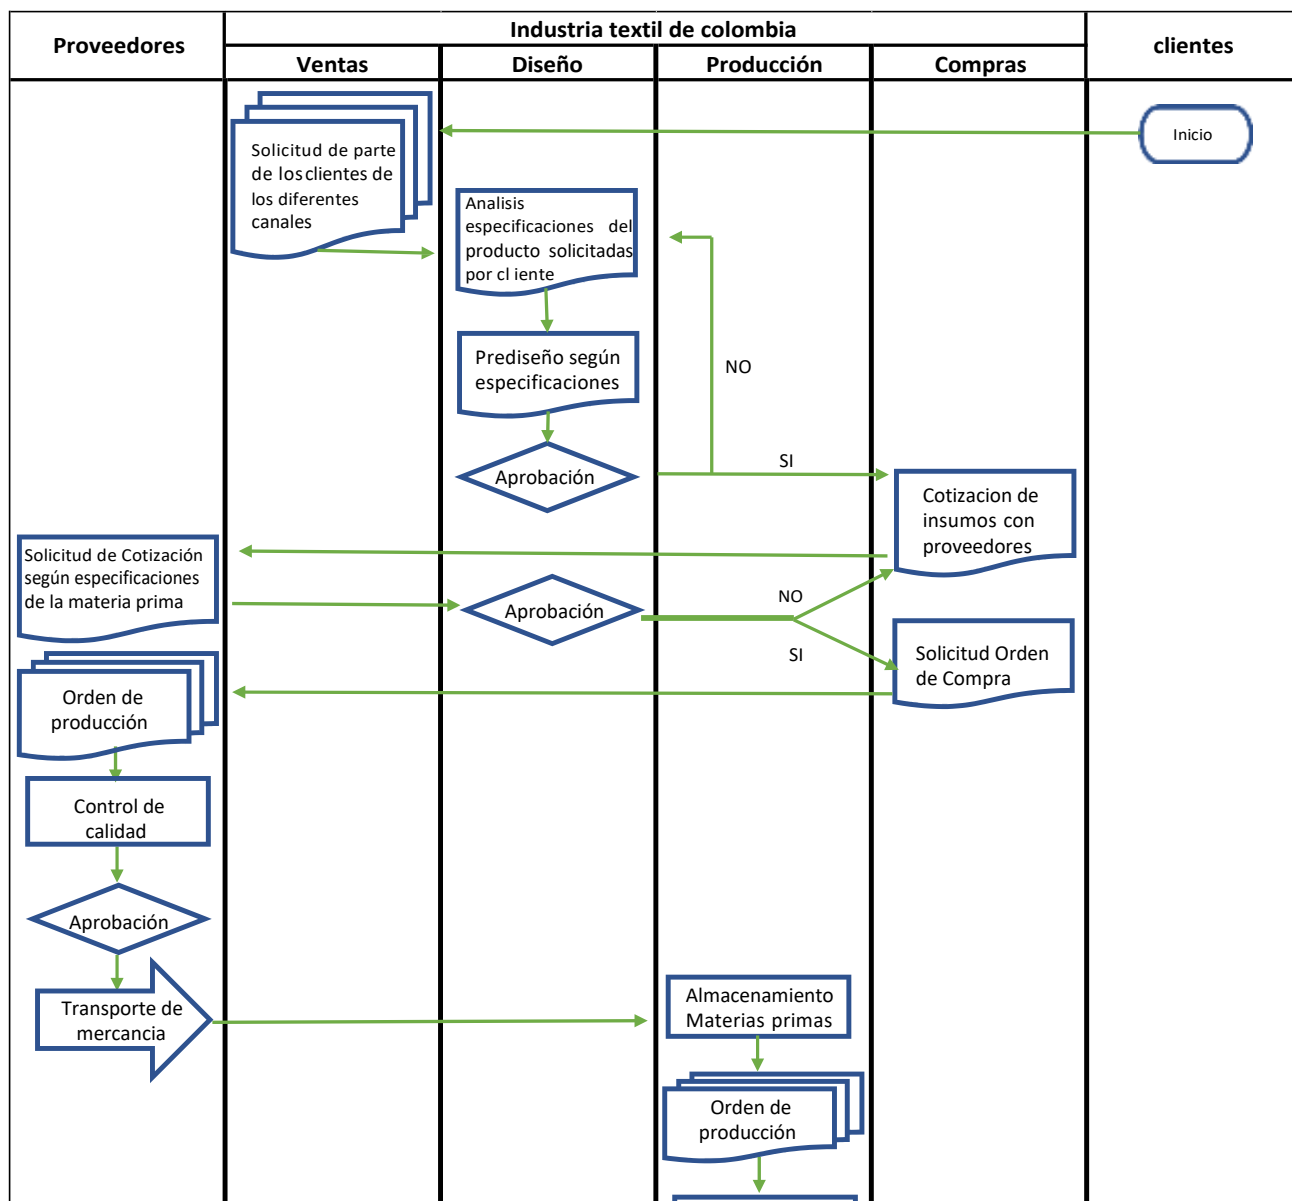 Proveedores
Industria textil de colombia
clientes
Ventas
Diseño
Producción
Compras
Inicio
Solicitud de parte
de los clientes de
los diferentes
canales
Analisis
especificaciones del
producto solicitadas
por cl iente
Prediseño según
especificaciones
NO
SI
Aprobación
Cotizacion de
insumos con
proveedores
Solicitud de Cotización
según especificaciones
de la materia prima
Aprobación
NO
SI
Solicitud Orden
de Compra
Orden de
producción
Control de
calidad
Aprobación
Transporte de
mercancia
Almacenamiento
Materias primas
Orden de
producción